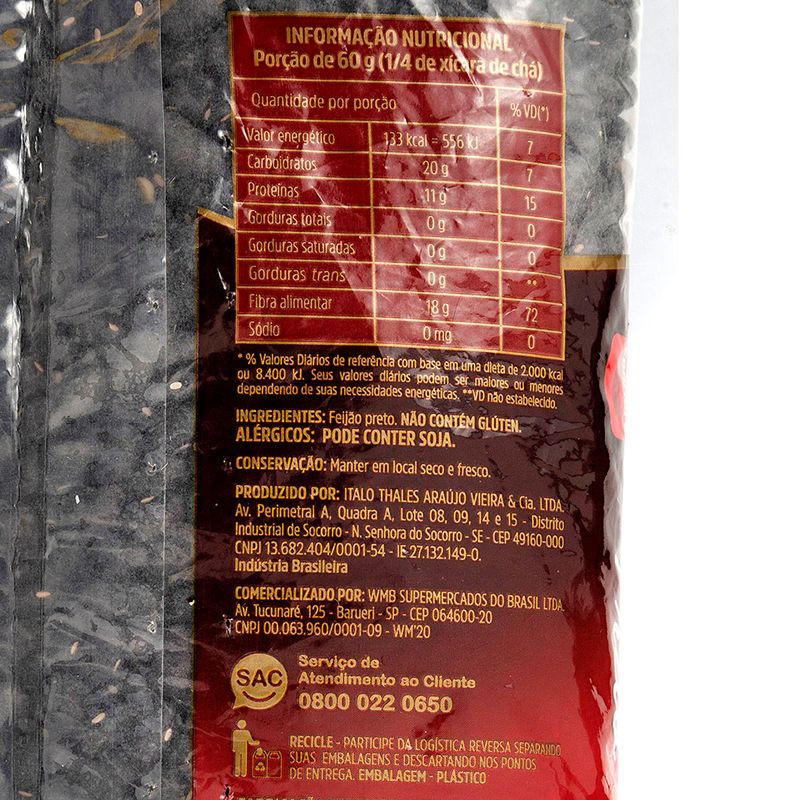 INFORMAÇÃO NUTRICIONAL
Porção de 60 g (1/4 de xícara de chá)
Quantidade por porção %VD(*)
Valor energético 133 kcal = 556 kJ 7
Carboidratos 20 g 7
Proteínas 11 g 15
Gorduras totais 0 g 0
Gorduras saturadas 0 g 0
Gorduras trans 0 g **
Fibra alimentar 18 g 72
Sódio 0 mg 0
* % Valores Diários de referência com base em uma dieta de 2.000 kcal
ou 8.400 kJ. Seus valores diários podem ser maiores ou menores
dependendo de suas necessidades energéticas. **VD não estabelecido.
INGREDIENTES: Feijão preto. NÃO CONTÉM GLÚTEN.
ALÉRGICOS: PODE CONTER SOJA.
CONSERVAÇÃO: Manter em local seco e fresco.
PRODUZIDO POR: ITALO THALES ARAÚJO VIEIRA & Cia. LTDA.
Av. Perimetral A, Quadra A, Lote 08, 09, 14 e 15 - Distrito
Industrial de Socorro - N. Senhora do Socorro - SE - CEP 49160-000
CNPJ 13.682.404/0001-54 - IE 27.132.149-0.
Indústria Brasileira
COMERCIALIZADO POR: WMB SUPERMERCADOS DO BRASIL LTDA.
Av. Tucunaré, 125 - Barueri - SP - CEP 064600-20
CNPJ 00.063.960/0001-09 - WM'20
SAC
Serviço de
Atendimento ao Cliente
0800 022 0650
RECICLE - PARTICIPE DA LOGÍSTICA REVERSA SEPARANDO
SUAS EMBALAGENS E DESCARTANDO NOS PONTOS
DE ENTREGA. EMBALAGEM - PLÁSTICO